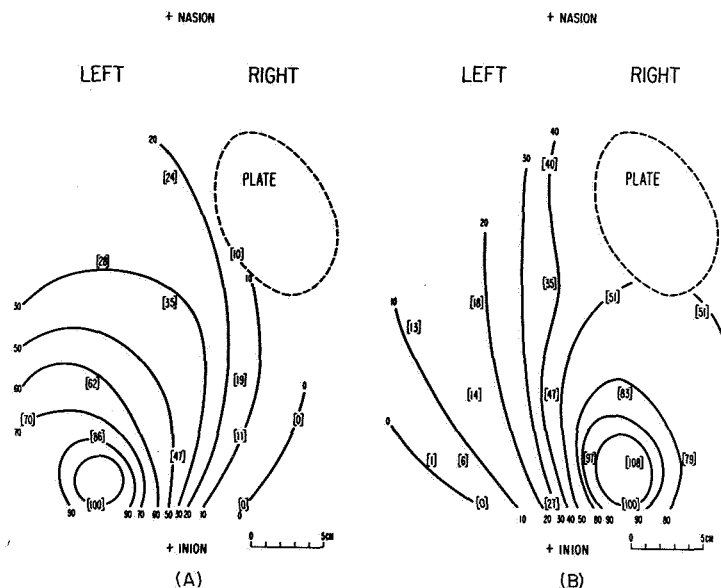 + NASION
LEFT RIGHT
20
[24]
PLATE
[10]
10
[28]
30
[35]
50
60
[62]
[19]
0
[70]
70
[86]
[47]
[11]
[0]
[100]
[0]
90 90 70 60 50 30 20 10 0
0 5CM
+ INION
(A)
+ NASION
LEFT RIGHT
40
30
[40]
PLATE
20
[18]
[35]
[51] [51]
10
[13]
[14]
[47]
[83]
0
[1]
[6]
[97]
[108]
[79]
[0]
[27]
[100]
10 20 30 40 50 80 90 90 80
0 5CM
+ INION
(B)